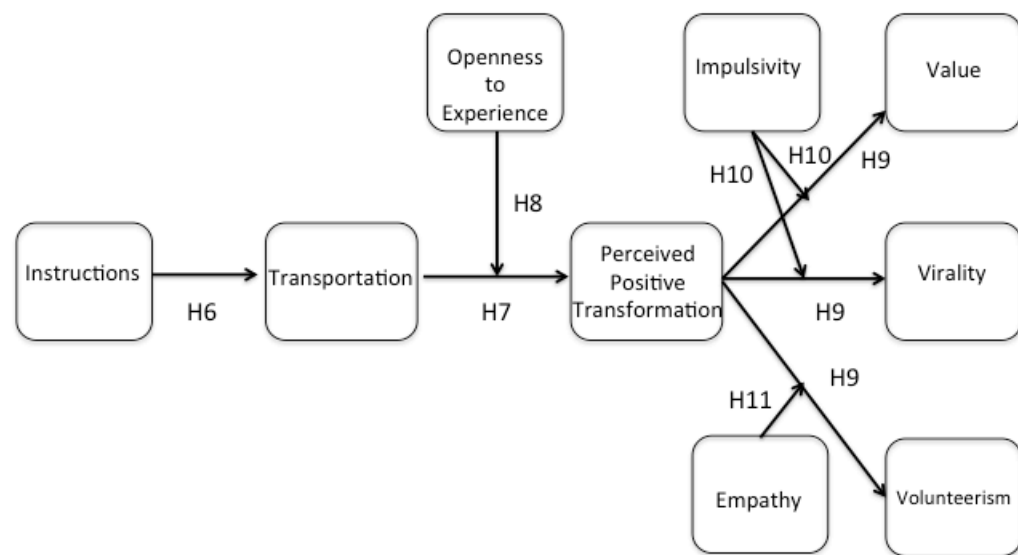 Openness
to
Experience
Impulsivity
Value
H10
H10
H9
H8
Instructions
Transportation
Perceived
Positive
Transformation
Virality
H6
H7
H9
H9
H11
Empathy
Volunteerism